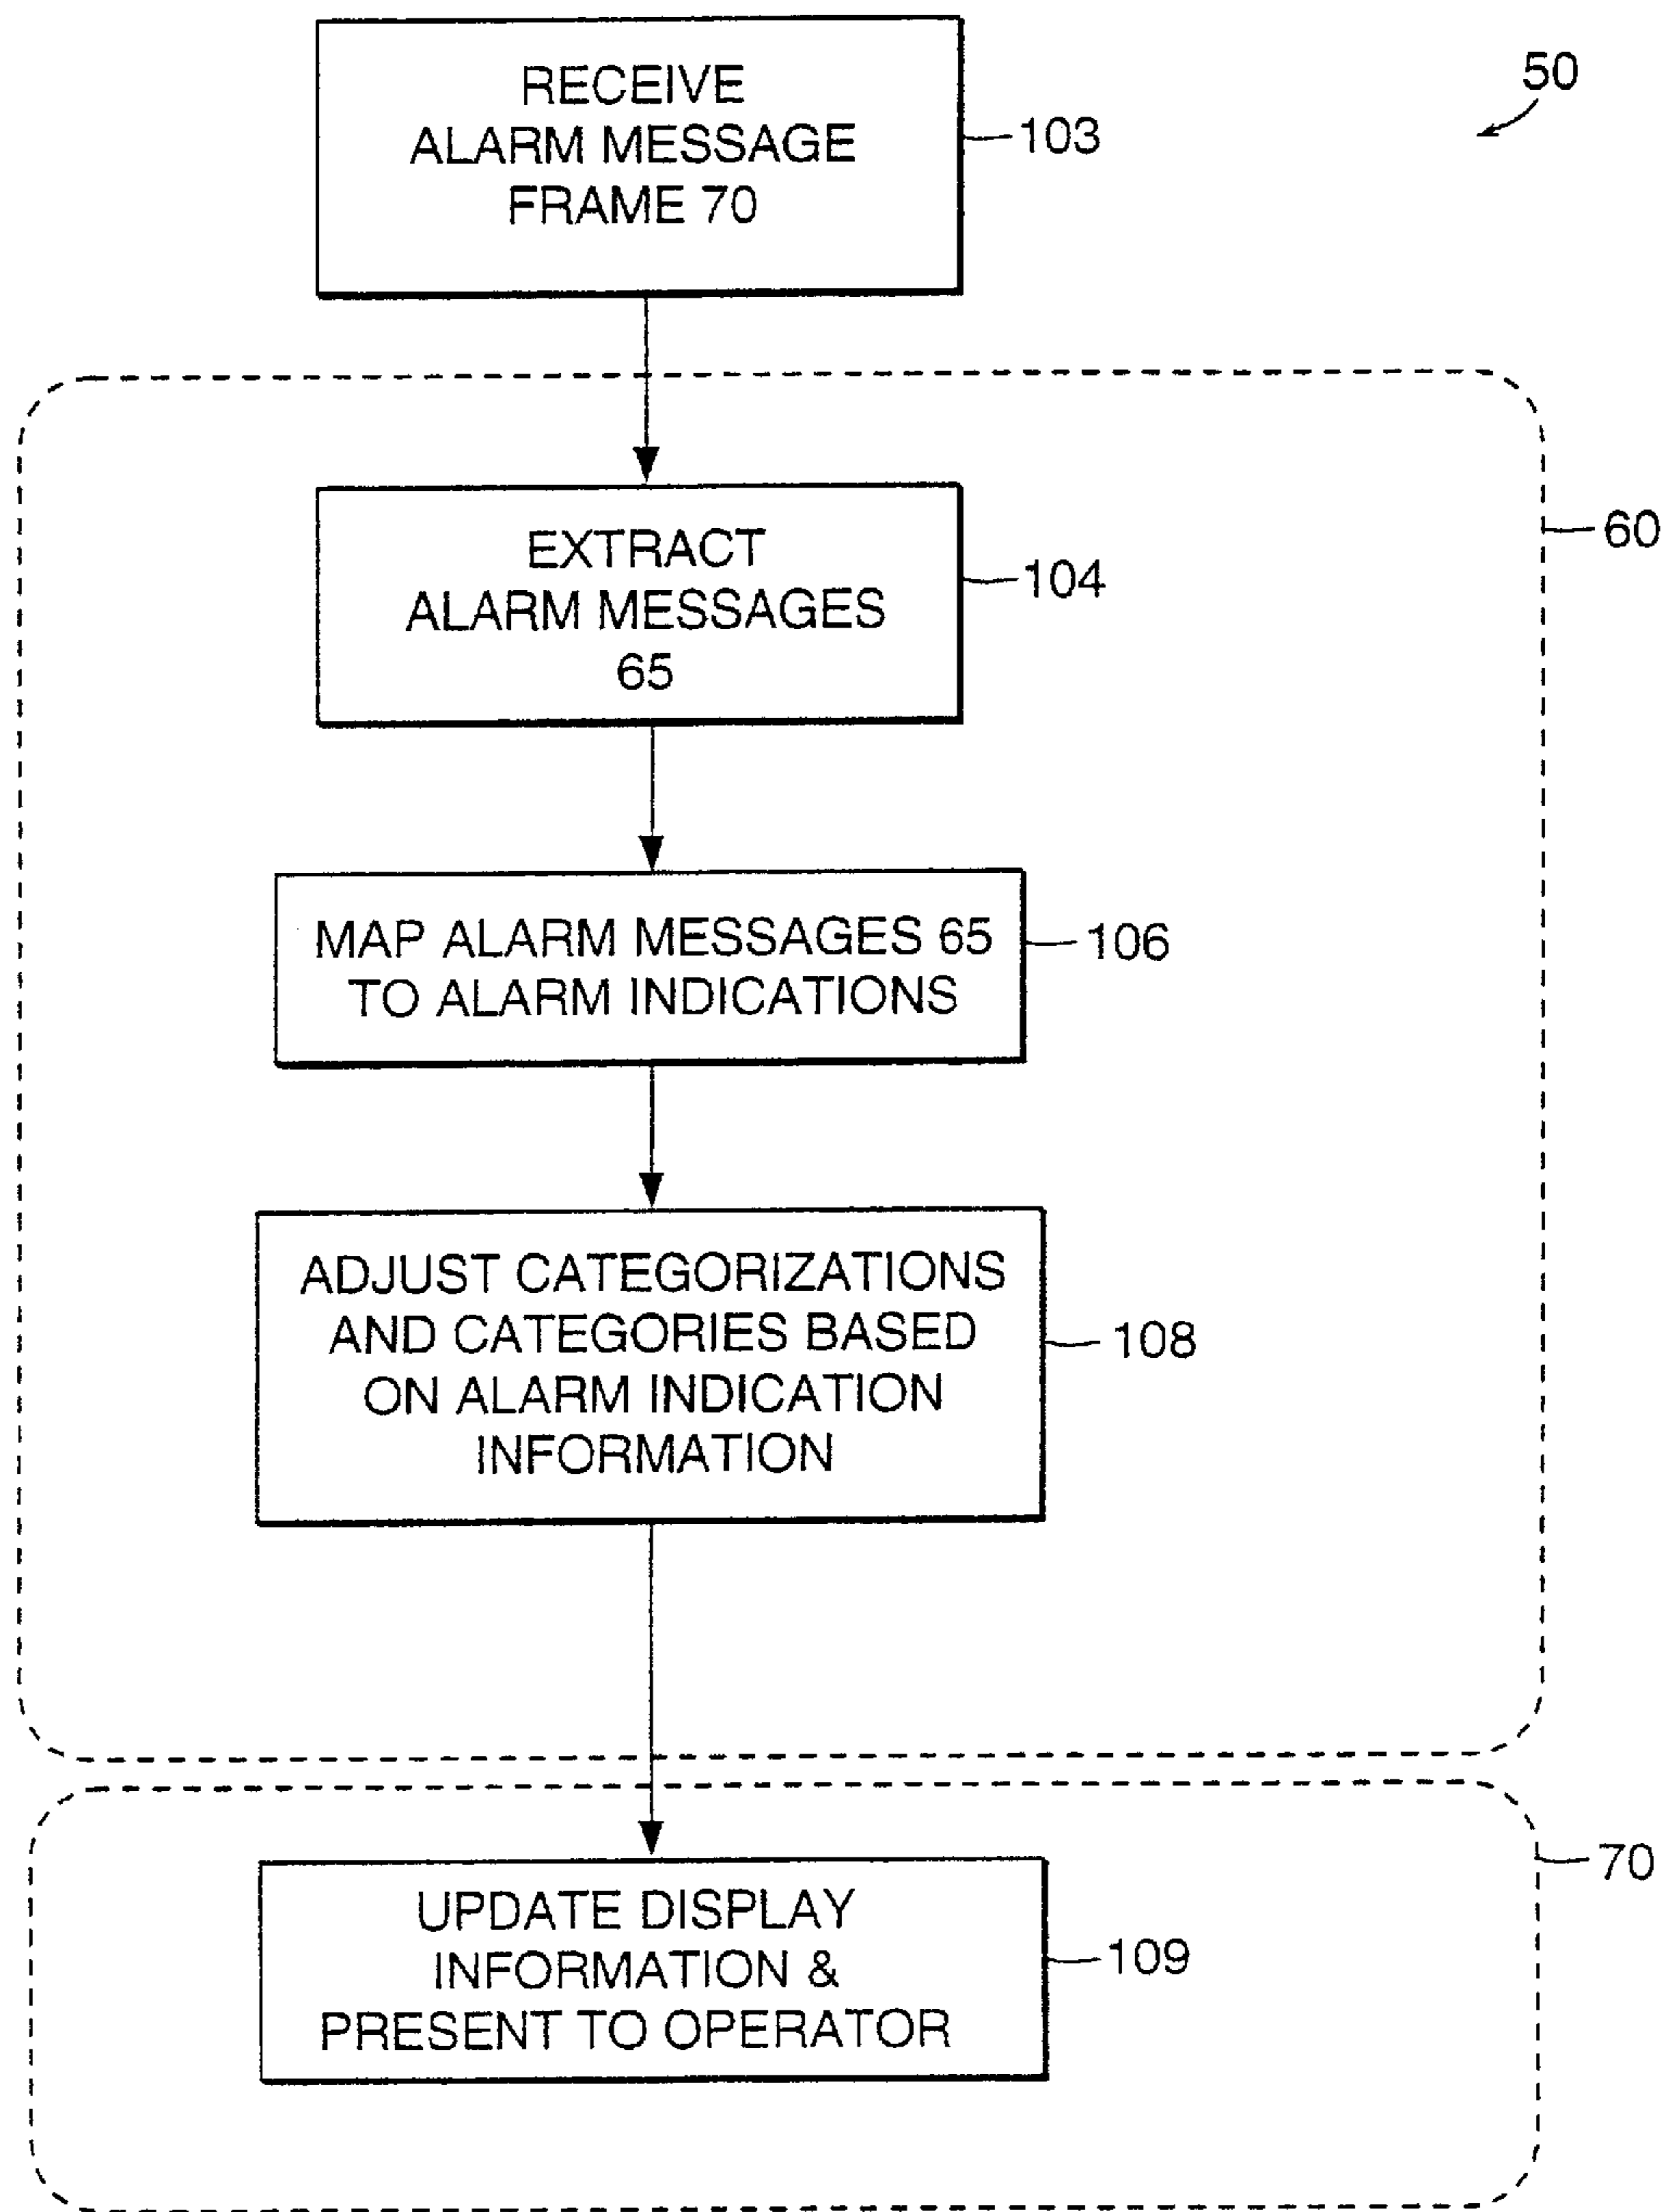 50
RECEIVE
ALARM MESSAGE
FRAME 70
103
60
EXTRACT
ALARM MESSAGES
65
104
MAP ALARM MESSAGES 65
TO ALARM INDICATIONS
106
ADJUST CATEGORIZATIONS
AND CATEGORIES BASED
ON ALARM INDICATION
INFORMATION
108
70
UPDATE DISPLAY
INFORMATION &
PRESENT TO OPERATOR
109